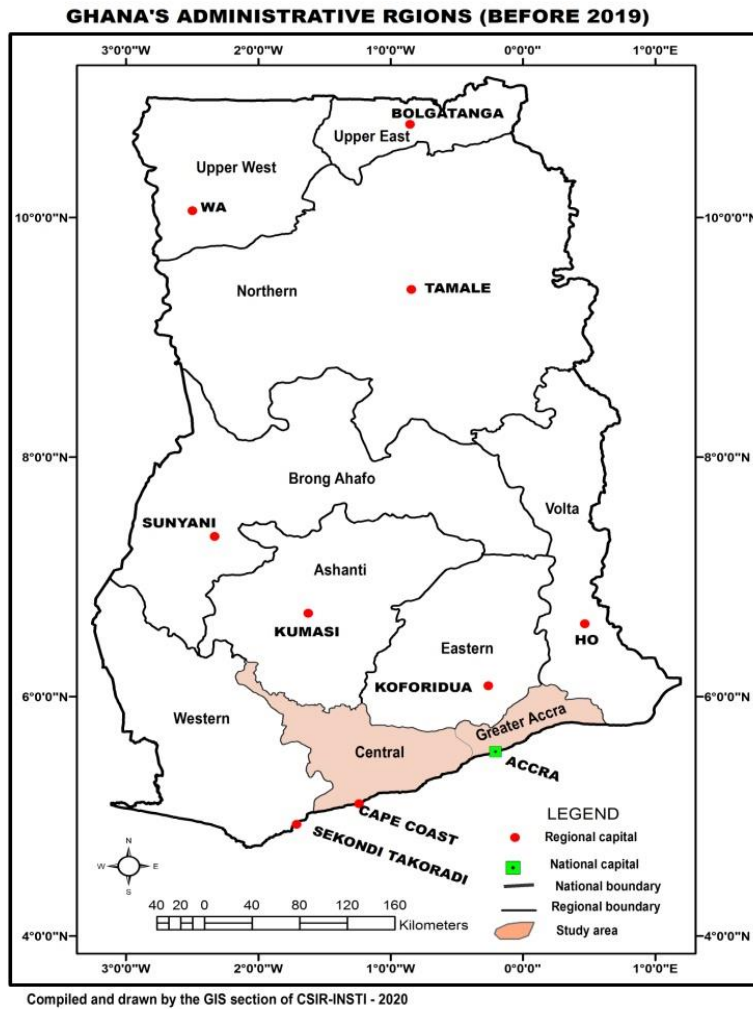 GHANA'S ADMINISTRATIVE RGIONS (BEFORE 2019)
3°0'0"W 2°0'0"W 1°0'0"W 0°0'0" 1°0'0"E
BOLGATANGA
Upper East
Upper West
WA
10°0'0"N 10°0'0"N
Northern
TAMALE
8°0'0"N 8°0'0"N
Brong Ahafo
Volta
SUNYANI
Ashanti
KUMASI
HO
Eastern
KOFORIDUA
6°0'0"N 6°0'0"N
Western
Greater Accra
Central
ACCRA
CAPE COAST
SEKONDI TAKORADI
LEGEND
Regional capital
National capital
National boundary
Regional boundary
Study area
N
W E
S
40 20 0 40 80 120 160
Kilometers
4°0'0"N 4°0'0"N
3°0'0"W 2°0'0"W 1°0'0"W 0°0'0" 1°0'0"E
Compiled and drawn by the GIS section of CSIR-INSTI - 2020